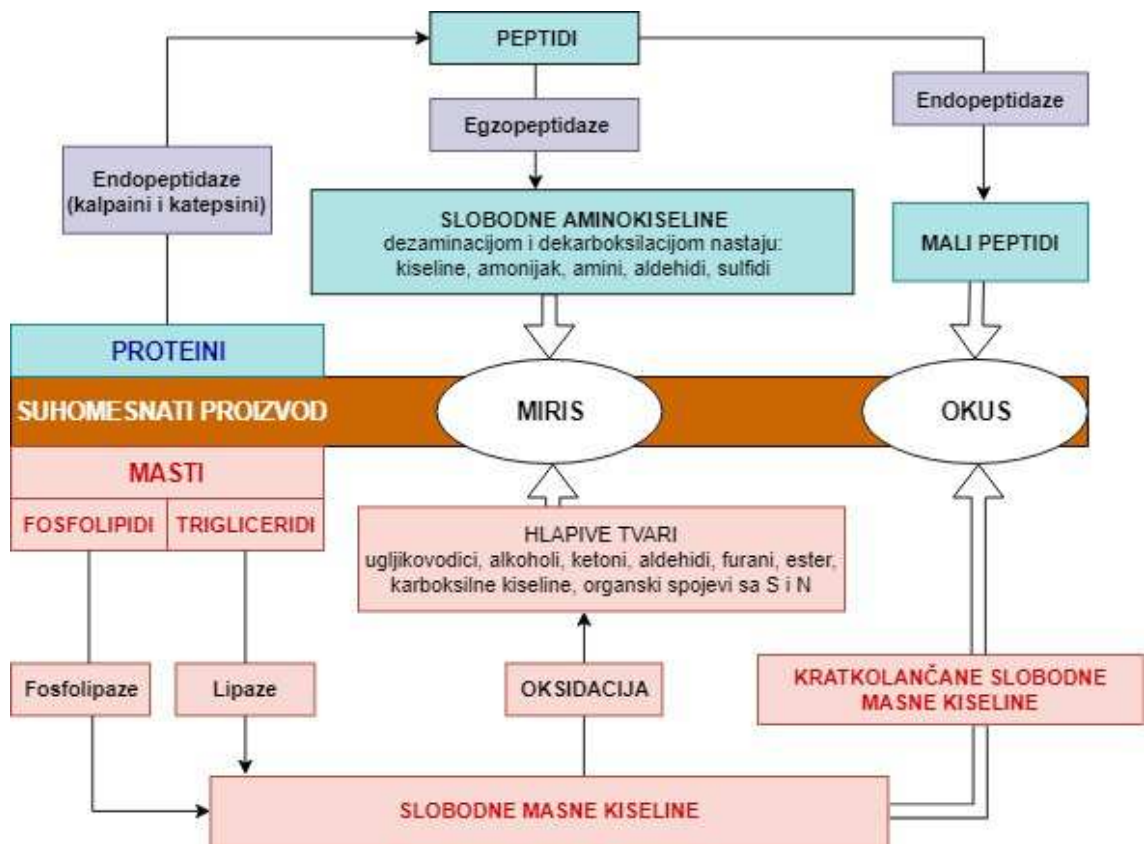 PEPTIDI
Egzopeptidaze
Endopeptidaze
Endopeptidaze
(kalpaini i katepsini)
SLOBODNE AMINOKISELINE
dezaminacijom i dekarboksilacijom nastaju:
kiseline, amonijak, amini, aldehidi, sulfidi
MALI PEPTIDI
PROTEINI
SUHOMESNATI PROIZVOD
MIRIS
OKUS
MASTI
FOSFOLIPIDI
TRIGLICERIDI
HLAPIVE TVARI
ugljikovodici, alkoholi, ketoni, aldehidi, furani, ester,
karboksilne kiseline, organski spojevi sa S i N
Fosfolipaze
Lipaze
OKSIDACIJA
KRATKOLANČANE SLOBODNE
MASNE KISELINE
SLOBODNE MASNE KISELINE